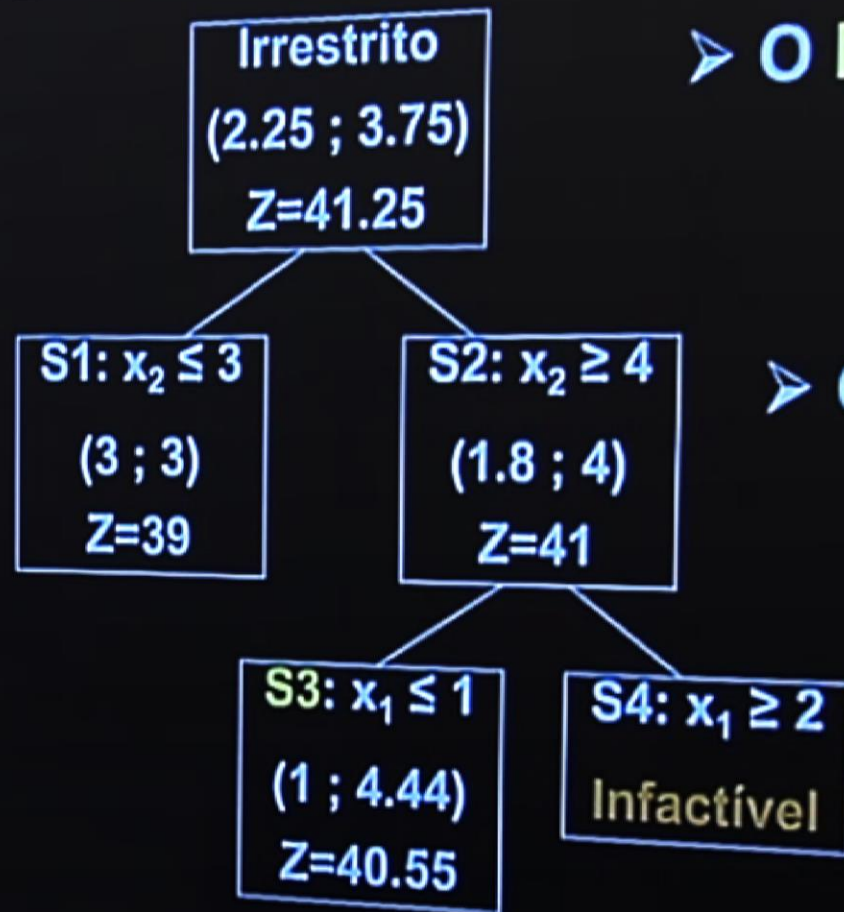 Irrestrito
(2.25 ; 3.75)
Z=41.25
➢ O
S1: x₂ ≤ 3
(3 ; 3)
Z=39
S2: x₂ ≥ 4
(1.8 ; 4)
Z=41
➢
S3: x₁ ≤ 1
(1 ; 4.44)
Z=40.55
S4: x₁ ≥ 2
Infactível